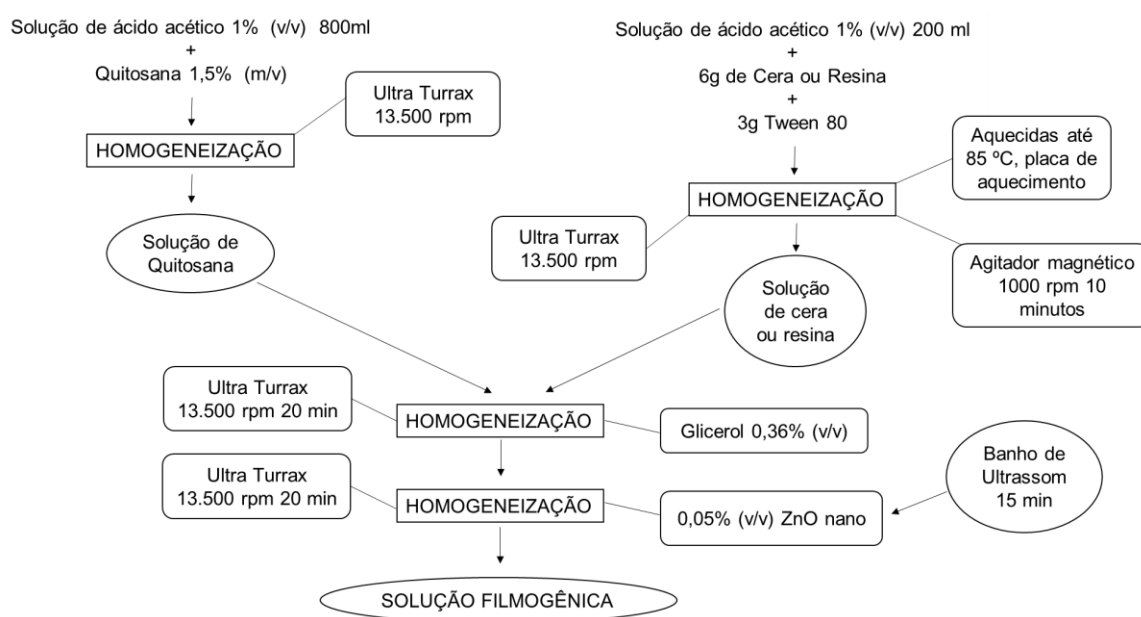 Solução de ácido acético 1% (v/v) 800ml
+
Quitosana 1,5% (m/v)
Ultra Turrax
13.500 rpm
HOMOGENEIZAÇÃO
Solução de
Quitosana
Solução de ácido acético 1% (v/v) 200 ml
+
6g de Cera ou Resina
+
3g Tween 80
Aquecidas até
85 ºC, placa de
aquecimento
HOMOGENEIZAÇÃO
Ultra Turrax
13.500 rpm
Agitador magnético
1000 rpm 10
minutos
Solução
de cera
ou resina
Ultra Turrax
13.500 rpm 20 min
HOMOGENEIZAÇÃO
Glicerol 0,36% (v/v)
Ultra Turrax
13.500 rpm 20 min
HOMOGENEIZAÇÃO
0,05% (v/v) ZnO nano
Banho de
Ultrassom
15 min
SOLUÇÃO FILMOGÊNICA